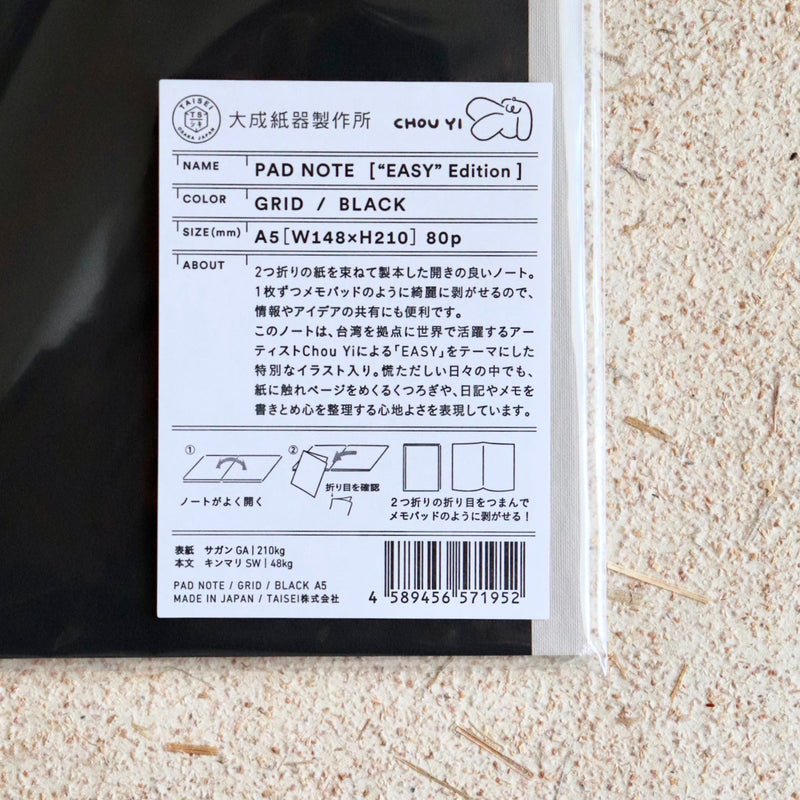 TAISEI
TS
シキ
OSAKA JAPAN
大成紙器製作所
CHOU YI
NAME PAD NOTE [“EASY” Edition]
COLOR GRID / BLACK
SIZE(mm) A5[W148×H210] 80p
ABOUT
2つ折りの紙を束ねて製本した開きの良いノート。
1枚ずつメモパッドのように綺麗に剥がせるので、
情報やアイデアの共有にも便利です。
このノートは、台湾を拠点に世界で活躍するアー
ティストChou Yiによる「EASY」をテーマにした
特別なイラスト入り。慌ただしい日々の中でも、
紙に触れページをめくるくつろぎや、日記やメモを
書きとめ心を整理する心地よさを表現しています。
①
ノートがよく開く
②
折り目を確認
2つ折りの折り目をつまんで
メモパッドのように剥がせる！
表紙 サガン GA | 210kg
本文 キンマリ SW | 48kg
PAD NOTE / GRID / BLACK A5
MADE IN JAPAN / TAISEI株式会社
4 589456 571952